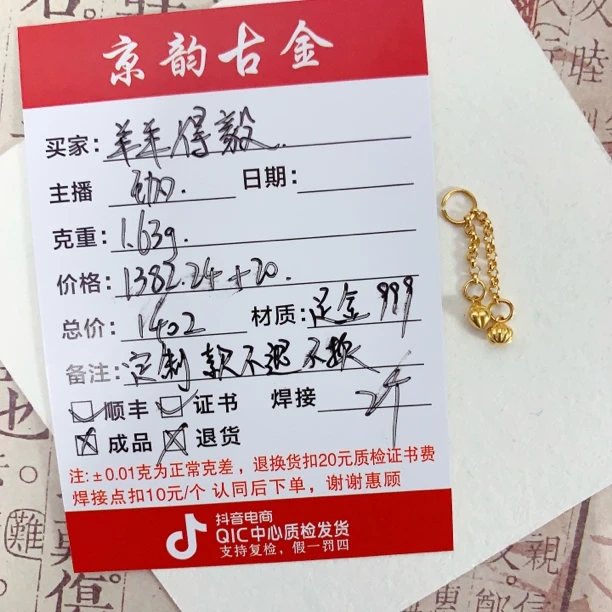 京韵古金
买家：羊羊得毅
主播 日期：
克重：1.63g.
价格：1382.24+20.
总价：1402 材质：足金999
备注：定制款不退不换
顺丰 证书 焊接 2个
成品 退货
注：±0.01克为正常克差，退换货扣20元质检证书费
焊接点扣10元/个 认同后下单，谢谢惠顾
抖音电商
QIC中心质检发货
支持复检，假一罚四
難
親
傷
睦